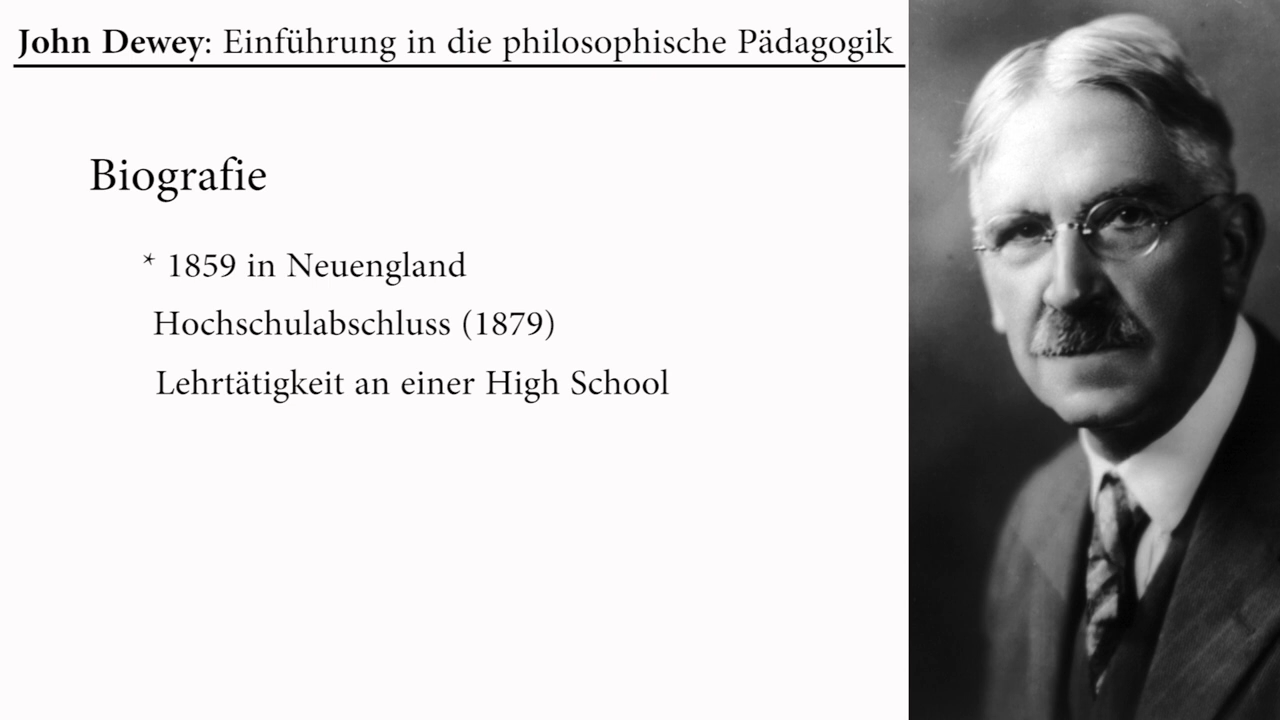 John Dewey: Einführung in die philosophische Pädagogik
Biografie
* 1859 in Neuengland
Hochschulabschluss (1879)
Lehrtätigkeit an einer High School